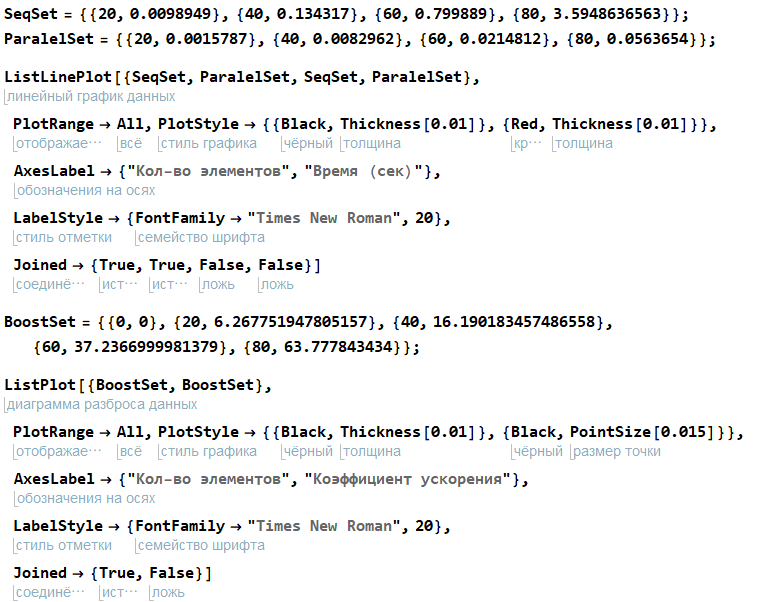 SeqSet = {{20, 0.0098949}, {40, 0.134317}, {60, 0.799889}, {80, 3.5948636563}};
ParalelSet = {{20, 0.0015787}, {40, 0.0082962}, {60, 0.0214812}, {80, 0.0563654}};
ListLinePlot[{SeqSet, ParalelSet, SeqSet, ParalelSet},
линейный график данных
PlotRange → All, PlotStyle → {{Black, Thickness[0.01]}, {Red, Thickness[0.01]}},
отображае⋯ всё стиль графика чёрный толщина кр⋯ толщина
AxesLabel → {"Кол-во элементов", "Время (сек)"},
обозначения на осях
LabelStyle → {FontFamily → "Times New Roman", 20},
стиль отметки семейство шрифта
Joined → {True, True, False, False}]
соединё⋯ ист⋯ ист⋯ ложь ложь
BoostSet = {{0, 0}, {20, 6.267751947805157}, {40, 16.190183457486558},
{60, 37.2366999981379}, {80, 63.777843434}};
ListPlot[{BoostSet, BoostSet},
диаграмма разброса данных
PlotRange → All, PlotStyle → {{Black, Thickness[0.01]}, {Black, PointSize[0.015]}},
отображае⋯ всё стиль графика чёрный толщина чёрный размер точки
AxesLabel → {"Кол-во элементов", "Коэффициент ускорения"},
обозначения на осях
LabelStyle → {FontFamily → "Times New Roman", 20},
стиль отметки семейство шрифта
Joined → {True, False}]
соединё⋯ ист⋯ ложь